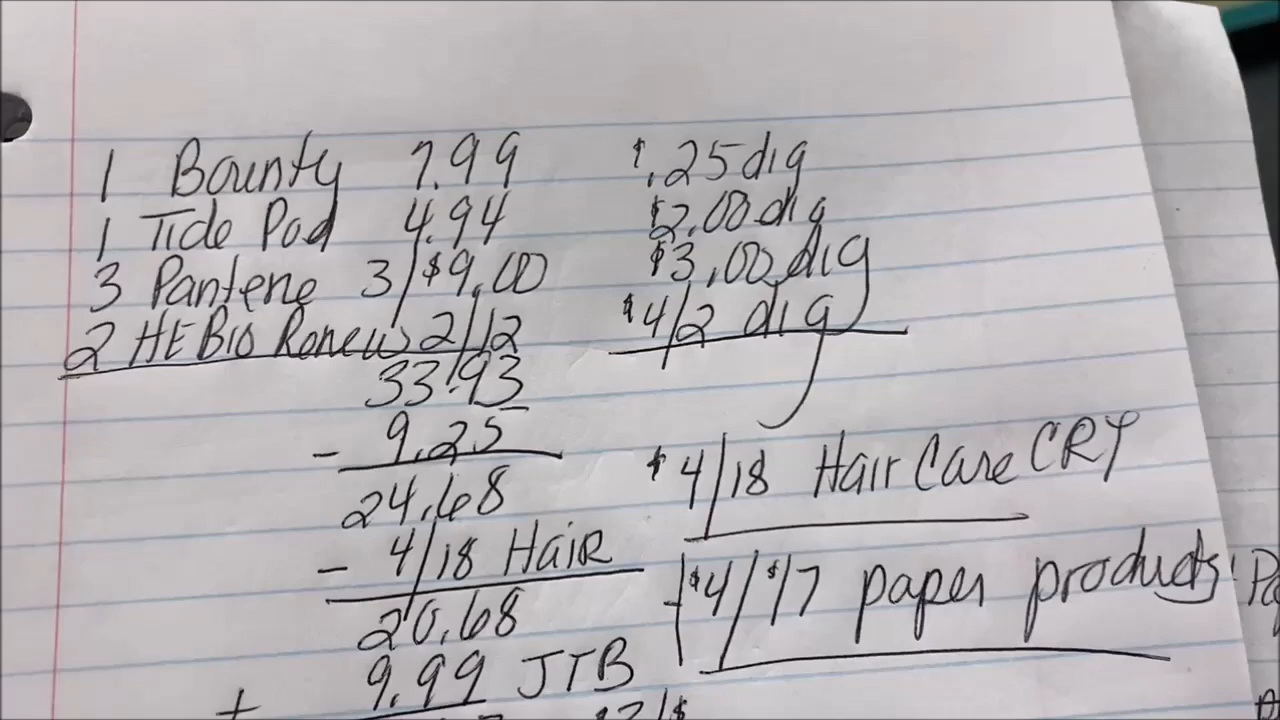 1 Bounty 7.99 $.25 dig
1 Tide Pod 4.94 $2.00 dig
3 Pantene 3/$9.00 $3.00 dig
2 HE Bio Renew 2/12 $4/2 dig
33.93
- 9.25
24.68
$4/18 Hair Care CRT
- 4/18 Hair
$4/$17 paper products
20.68
+ 9.99 JTB